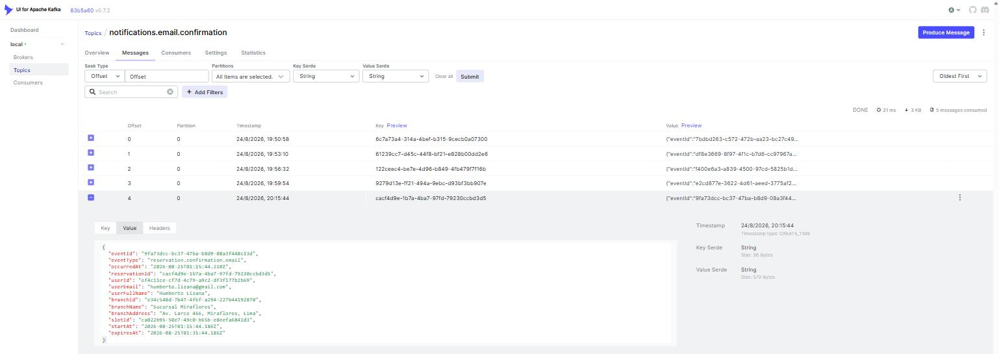 UI for Apache Kafka 83b5a60 v0.7.2
Dashboard
local
Brokers
Topics
Consumers
Topics / notifications.email.confirmation
Produce Message
Overview Messages Consumers Settings Statistics
Seek Type Partitions Key Serde Value Serde
Offset Offset All items are selected. String String Clear all Submit Oldest First
Search Add Filters
DONE 21 ms 3 KB 5 messages consumed
Offset Partition Timestamp Key Preview Value Preview
0 0 24/8/2026, 19:50:58 6c7a73a4-314a-4bef-b315-9cecb0a07300 {"eventId":"7bdbd263-c572-472b-aa23-bc27c49...
1 0 24/8/2026, 19:53:10 61239cc7-d45c-44f8-bf21-e828b00dd2e6 {"eventId":"df8e3669-8f97-4f1c-b7d6-cc97967a...
2 0 24/8/2026, 19:56:32 122ceec4-be7e-4d96-b849-4fb479f7f16b {"eventId":"f400e6a3-a839-4500-97cd-5825b1d...
3 0 24/8/2026, 19:59:54 9279d13e-ff21-494a-9ebc-d93bf3bb907e {"eventId":"e2cd877e-3622-4d61-aeed-3775af2...
4 0 24/8/2026, 20:15:44 cacf4d9e-1b7a-4ba7-97fd-79230ccbd3d5 {"eventId":"9fa73dcc-bc37-47ba-b8d9-08a3f44...
Key Value Headers
{
"eventId": "9fa73dcc-bc37-47ba-b8d9-08a3f448c13d",
"eventType": "reservation.confirmation.email",
"occurredAt": "2026-08-25T01:15:44.210Z",
"reservationId": "cacf4d9e-1b7a-4ba7-97fd-79230ccbd3d5",
"userId": "ef4c11ce-cf7d-4c79-a9c2-df3f177b2b69",
"userEmail": "humberto.lizana@gmail.com",
"userFullName": "Humberto Lizana",
"branchId": "e34c548d-7b47-4f6f-a294-227b44192870",
"branchName": "Sucursal Miraflores",
"branchAddress": "Av. Larco 456, Miraflores, Lima",
"slotId": "ca022b95-50e7-49c0-b65b-e8eefa6841d3",
"startAt": "2026-08-25T01:15:44.186Z",
"expiresAt": "2026-08-25T01:35:44.186Z"
}
Timestamp 24/8/2026, 20:15:44
Timestamp type: CREATE_TIME
Key Serde String
Size: 36 Bytes
Value Serde String
Size: 570 Bytes